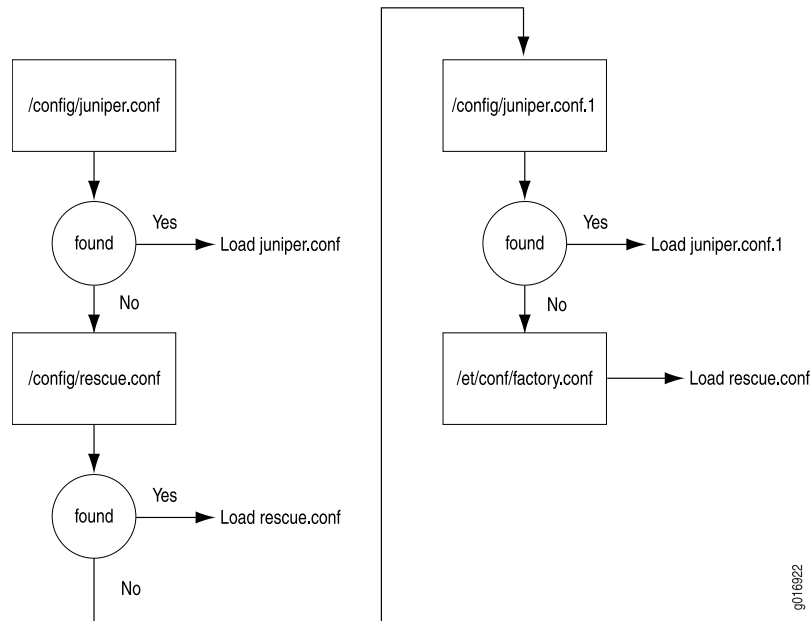 /config/juniper.conf
found
Yes
Load juniper.conf
No
/config/rescue.conf
found
Yes
Load rescue.conf
No
/config/juniper.conf.1
found
Yes
Load juniper.conf.1
No
/et/conf/factory.conf
Load rescue.conf
g016922